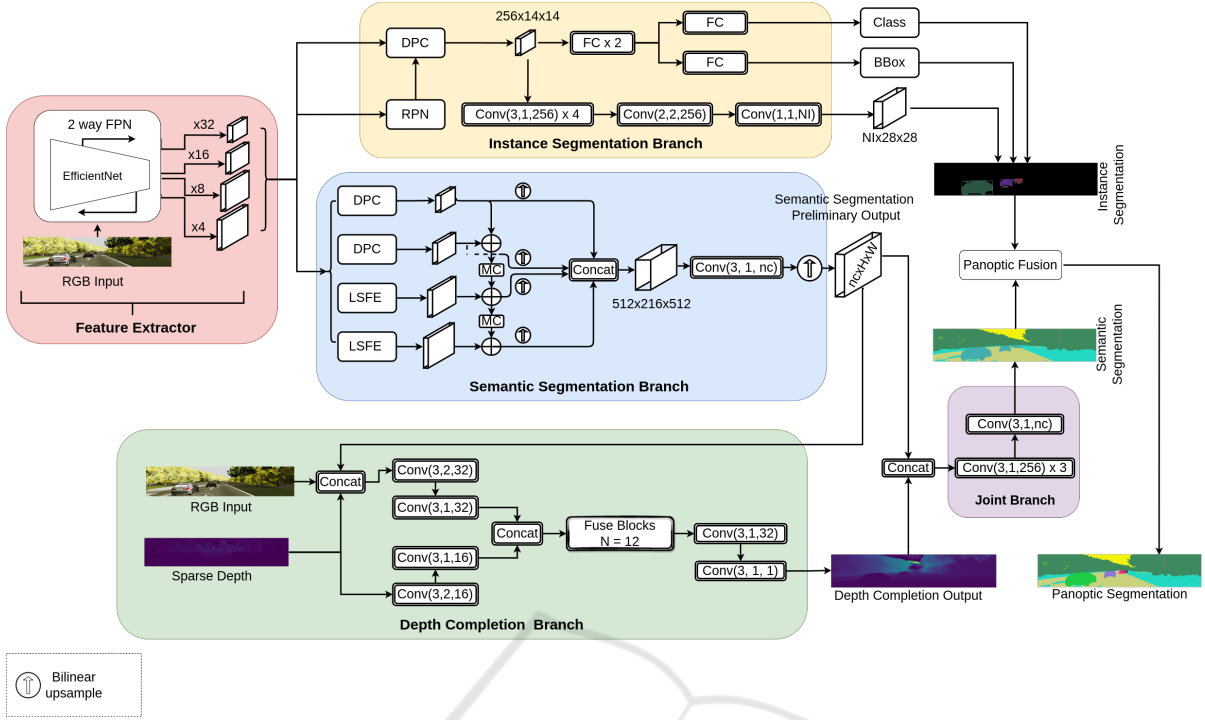 2 way FPN
EfficientNet
x32
x16
x8
x4
RGB Input
Feature Extractor
256x14x14
DPC
RPN
FC x 2
FC
FC
Class
BBox
Conv(3,1,256) x 4
Conv(2,2,256)
Conv(1,1,NI)
NIx28x28
Instance Segmentation Branch
Instance
Segmentation
DPC
DPC
LSFE
LSFE
MC
MC
Concat
512x216x512
Conv(3, 1, nc)
Semantic Segmentation
Preliminary Output
ncxHxW
Semantic Segmentation Branch
Panoptic Fusion
Semantic
Segmentation
Conv(3,1,nc)
Conv(3,1,256) x 3
Joint Branch
Concat
RGB Input
Sparse Depth
Concat
Conv(3,2,32)
Conv(3,1,32)
Conv(3,1,16)
Conv(3,2,16)
Concat
Fuse Blocks
N = 12
Conv(3,1,32)
Conv(3, 1, 1)
Depth Completion Branch
Depth Completion Output
Panoptic Segmentation
Bilinear
upsample